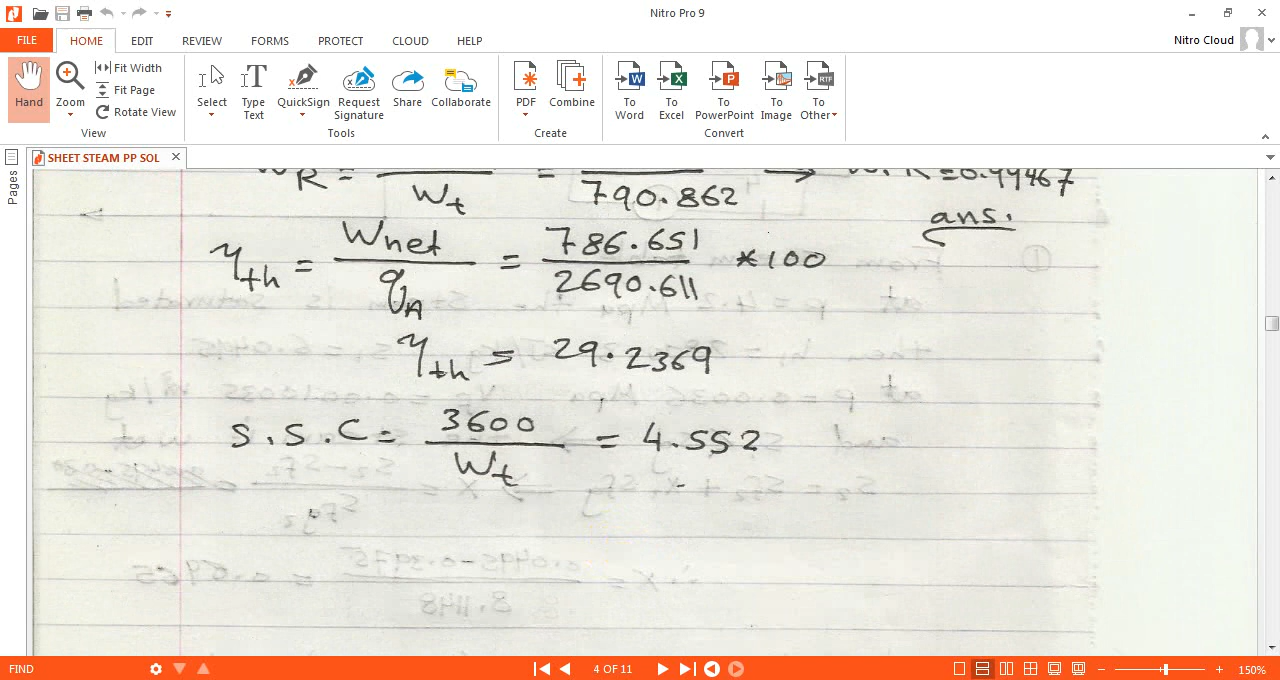 Nitro Pro 9
FILE HOME EDIT REVIEW FORMS PROTECT CLOUD HELP Nitro Cloud
Hand Zoom Fit Width Fit Page Rotate View
View
Select Type Text QuickSign Request Signature Share Collaborate
Tools
PDF Combine
Create
To Word To Excel To PowerPoint To Image To Other
Convert
Pages
SHEET STEAM PP SOL
W R = / Wt = / 790.862 → W.R = 0.99467
ans.
ηth = Wnet / qA = 786.651 / 2690.611 *100
ηth = 29.2369
S.S.C = 3600 / Wt = 4.552
FIND 4 OF 11 150%